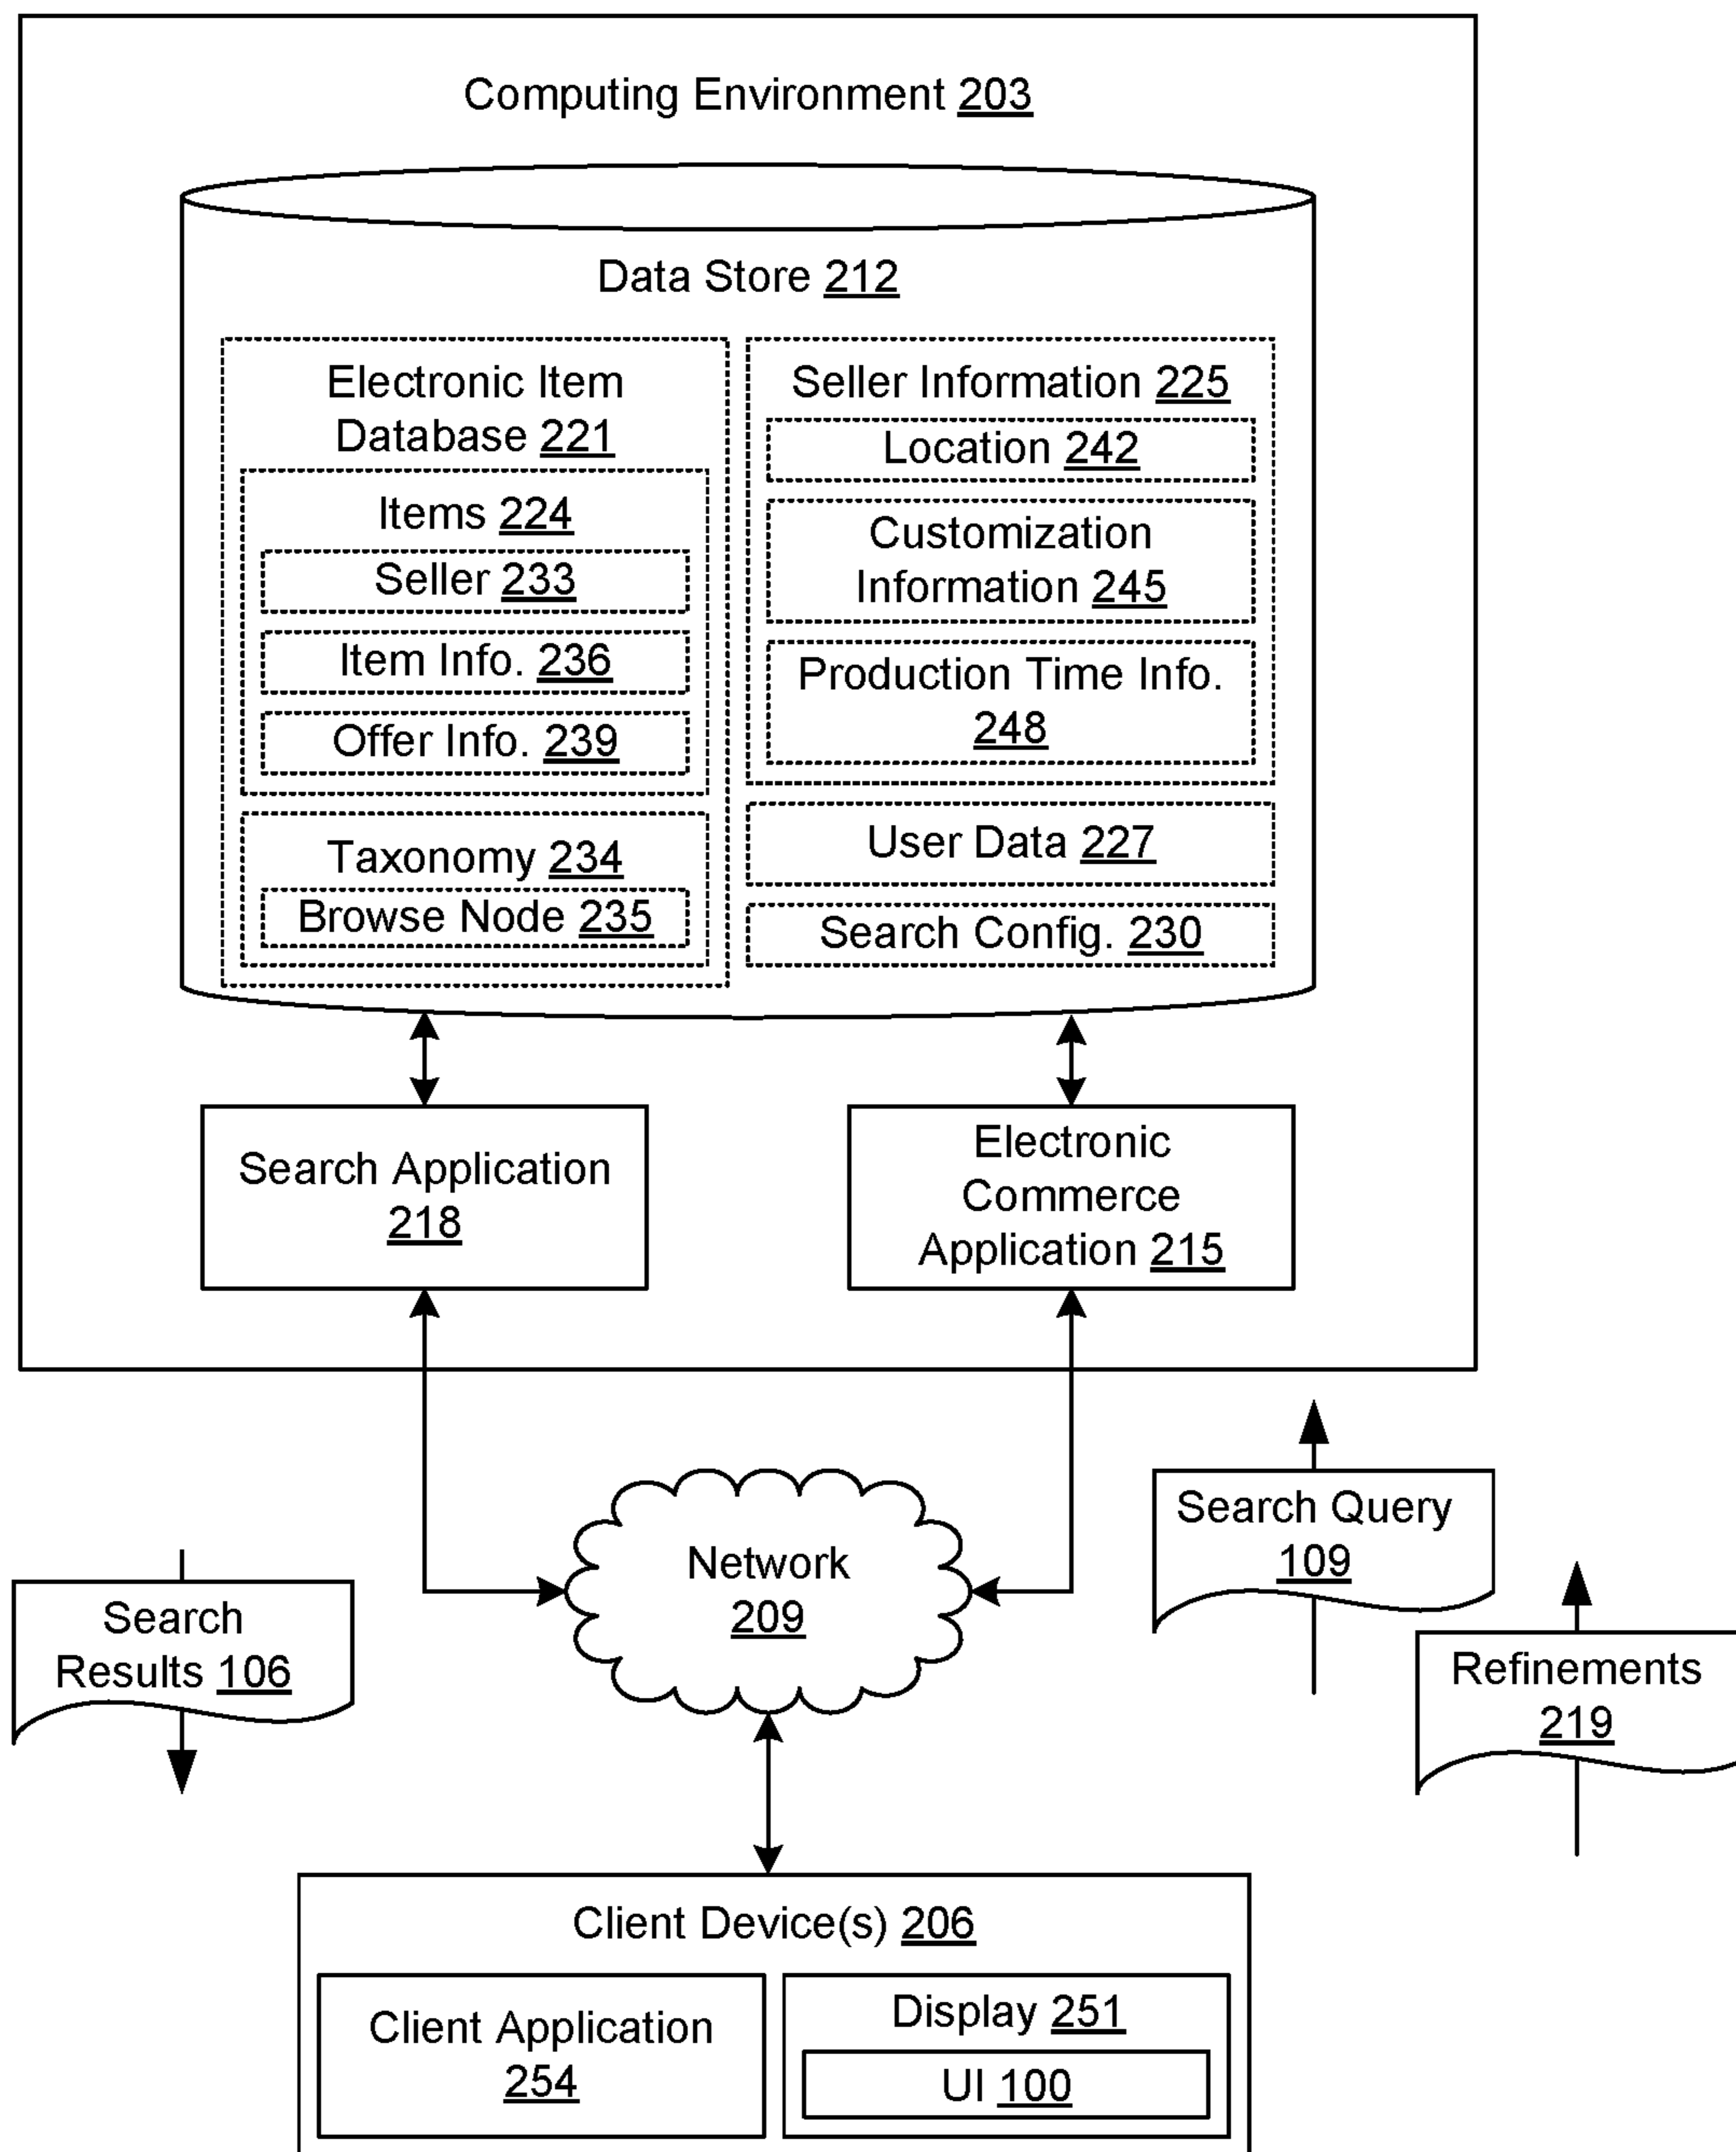 Computing Environment 203
Data Store 212
Electronic Item
Database 221
Items 224
Seller 233
Item Info. 236
Offer Info. 239
Taxonomy 234
Browse Node 235
Seller Information 225
Location 242
Customization
Information 245
Production Time Info.
248
User Data 227
Search Config. 230
Search Application
218
Electronic
Commerce
Application 215
Network
209
Search Query
109
Search
Results 106
Refinements
219
Client Device(s) 206
Client Application
254
Display 251
UI 100